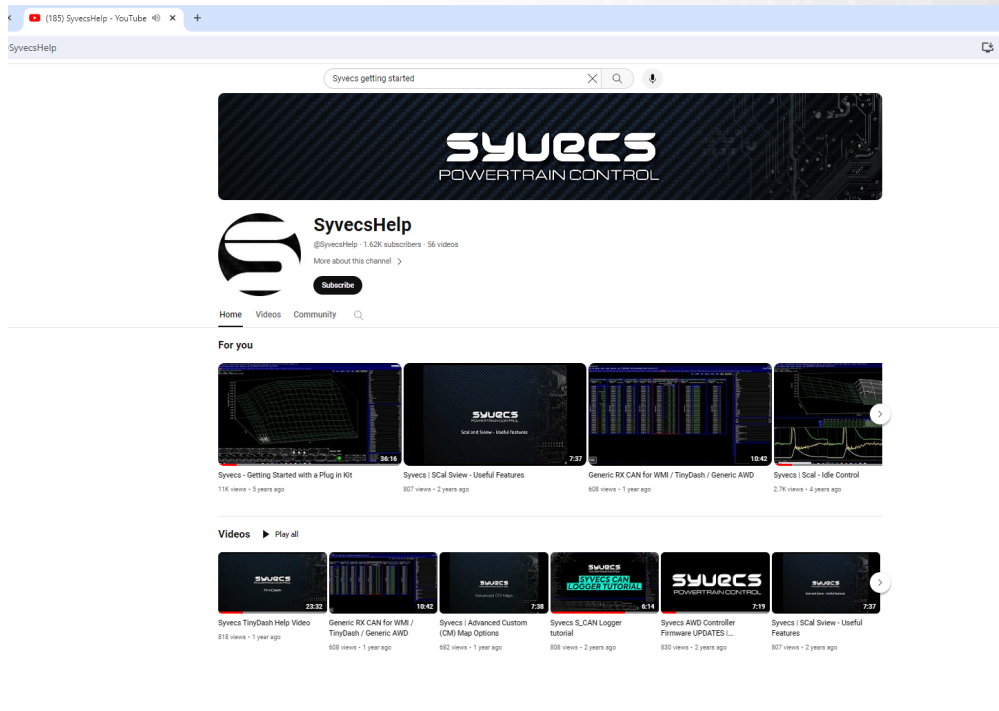 (185) SyvecsHelp - YouTube
SyvecsHelp
Syvecs getting started
SYVECS
POWERTRAIN CONTROL
SyvecsHelp
@SyvecsHelp · 1.62K subscribers · 56 videos
More about this channel
Subscribe
Home Videos Community
For you
SYVECS
POWERTRAIN CONTROL
Scal and Sview - Useful features
36:16 7:37 10:42
Syvecs - Getting Started with a Plug in Kit
11K views • 5 years ago
Syvecs | SCal Sview - Useful Features
807 views • 2 years ago
Generic RX CAN for WMI / TinyDash / Generic AWD
608 views • 1 year ago
Syvecs | Scal - Idle Control
2.7K views • 4 years ago
Videos Play all
SYVECS
TinyDash
23:32
10:42
SYVECS
Advanced CM Maps
7:38
SYVECS
SYVECS CAN
LOGGER TUTORIAL
6:14
SYVECS
POWERTRAIN CONTROL
7:19
SYVECS
7:37
Syvecs TinyDash Help Video
818 views • 1 year ago
Generic RX CAN for WMI /
TinyDash / Generic AWD
608 views • 1 year ago
Syvecs | Advanced Custom
(CM) Map Options
682 views • 1 year ago
Syvecs S_CAN Logger
tutorial
808 views • 2 years ago
Syvecs AWD Controller
Firmware UPDATES |...
830 views • 2 years ago
Syvecs | SCal Sview - Useful
Features
807 views • 2 years ago